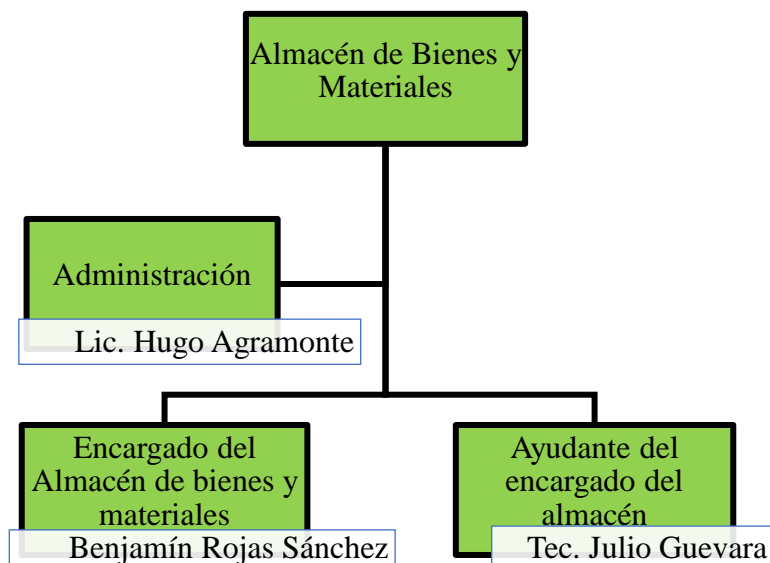 Almacén de Bienes y
Materiales
Administración
Lic. Hugo Agramonte
Encargado del
Almacén de bienes y
materiales
Benjamín Rojas Sánchez
Ayudante del
encargado del
almacén
Tec. Julio Guevara